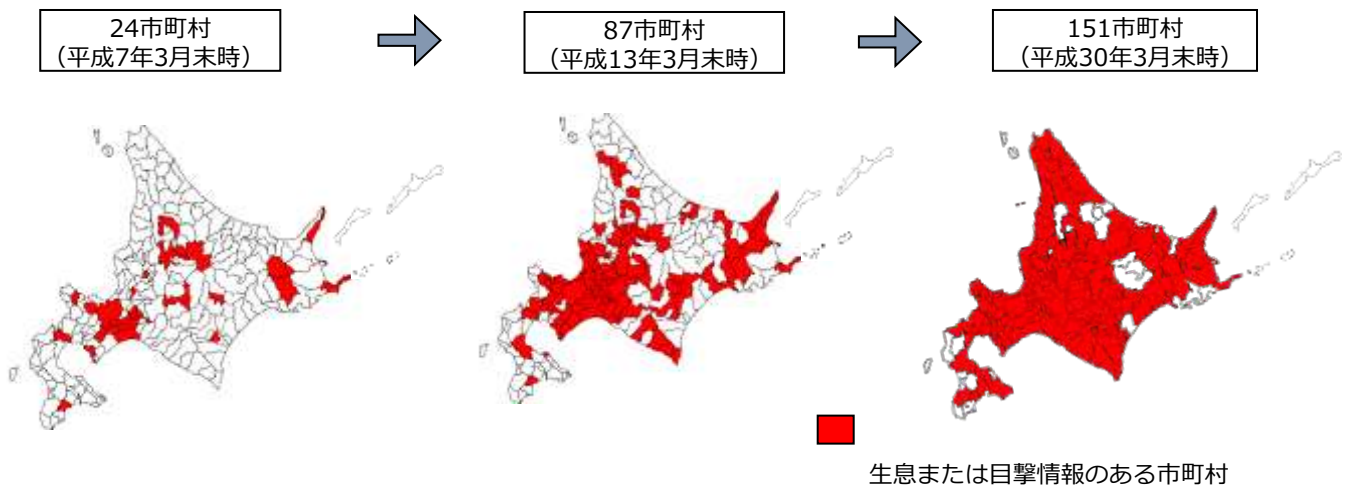 24市町村
（平成7年3月末時）
87市町村
（平成13年3月末時）
151市町村
（平成30年3月末時）
生息または目撃情報のある市町村